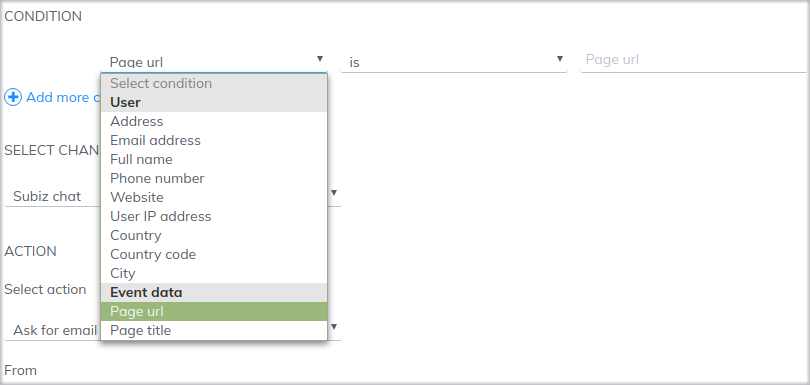 CONDITION
Page url
is
Page url
Select condition
User
Address
Email address
Full name
Phone number
Website
User IP address
Country
Country code
City
Event data
Page url
Page title
Add more
SELECT
Subiz chat
ACTION
Select action
Ask for email
From